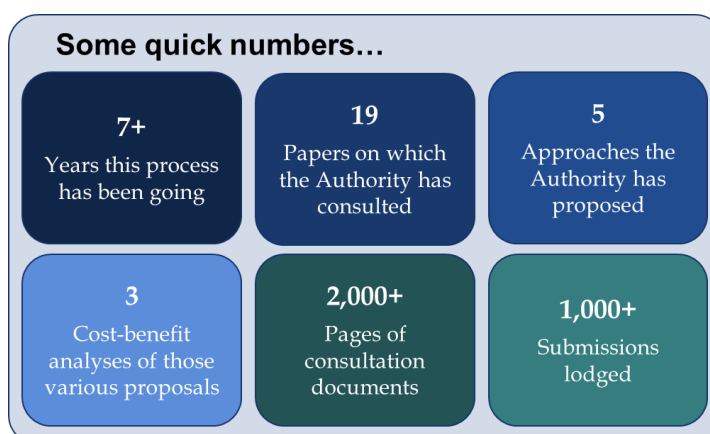 Some quick numbers…
7+
Years this process
has been going
19
Papers on which
the Authority has
consulted
5
Approaches the
Authority has
proposed
3
Cost-benefit
analyses of those
various proposals
2,000+
Pages of
consultation
documents
1,000+
Submissions
lodged